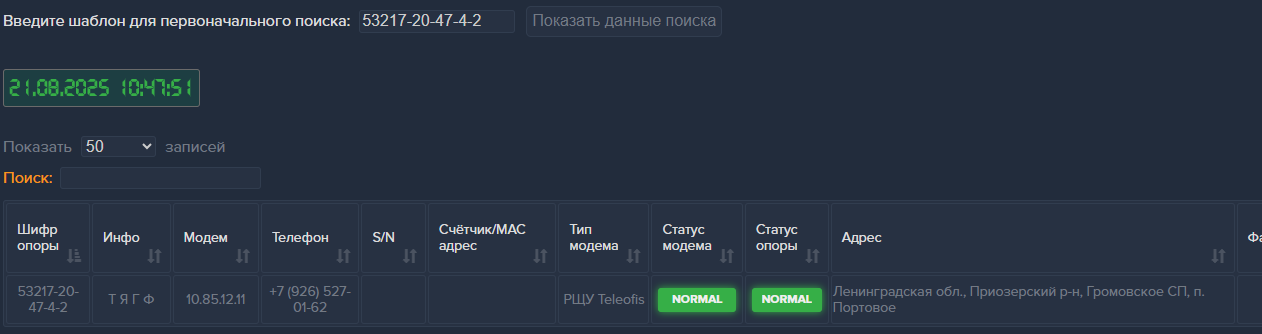 Введите шаблон для первоначального поиска: 53217-20-47-4-2 Показать данные поиска
21.08.2025 10:47:51
Показать 50 записей
Поиск:
Шифр опоры Инфо Модем Телефон S/N Счётчик/МАС адрес Тип модема Статус модема Статус опоры Адрес Фа
53217-20-47-4-2 Т Я Г Ф 10.85.12.11 +7 (926) 527-01-62 РЩУ Teleofis NORMAL NORMAL Ленинградская обл., Приозерский р-н, Громовское СП, п. Портовое